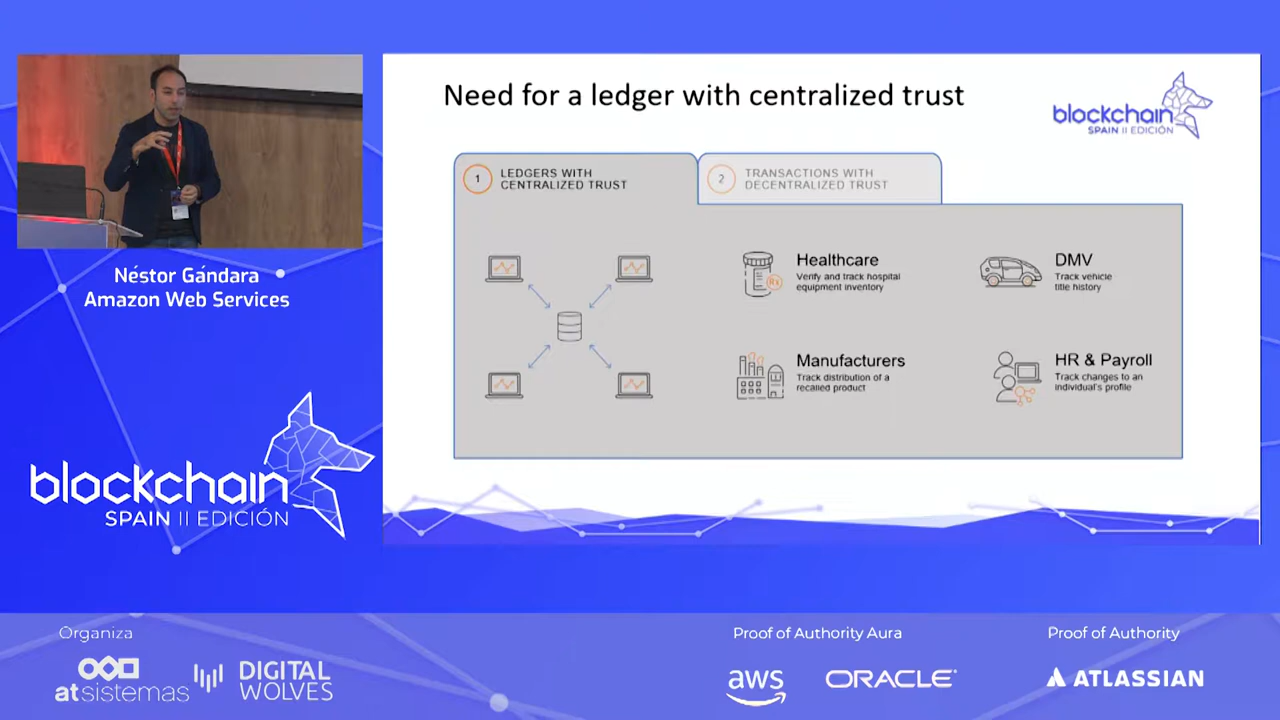 Néstor Gándara
Amazon Web Services
blockchain
SPAIN II EDICIÓN
Need for a ledger with centralized trust
blockchain
SPAIN II EDICIÓN
1
LEDGERS WITH
CENTRALIZED TRUST
2
TRANSACTIONS WITH
DECENTRALIZED TRUST
Healthcare
Verify and track hospital
equipment inventory
Rx
DMV
Track vehicle
title history
Manufacturers
Track distribution of a
recalled product
HR & Payroll
Track changes to an
individual's profile
Organiza
atsistemas
DIGITAL
WOLVES
Proof of Authority Aura
aws
ORACLE
Proof of Authority
ATLASSIAN